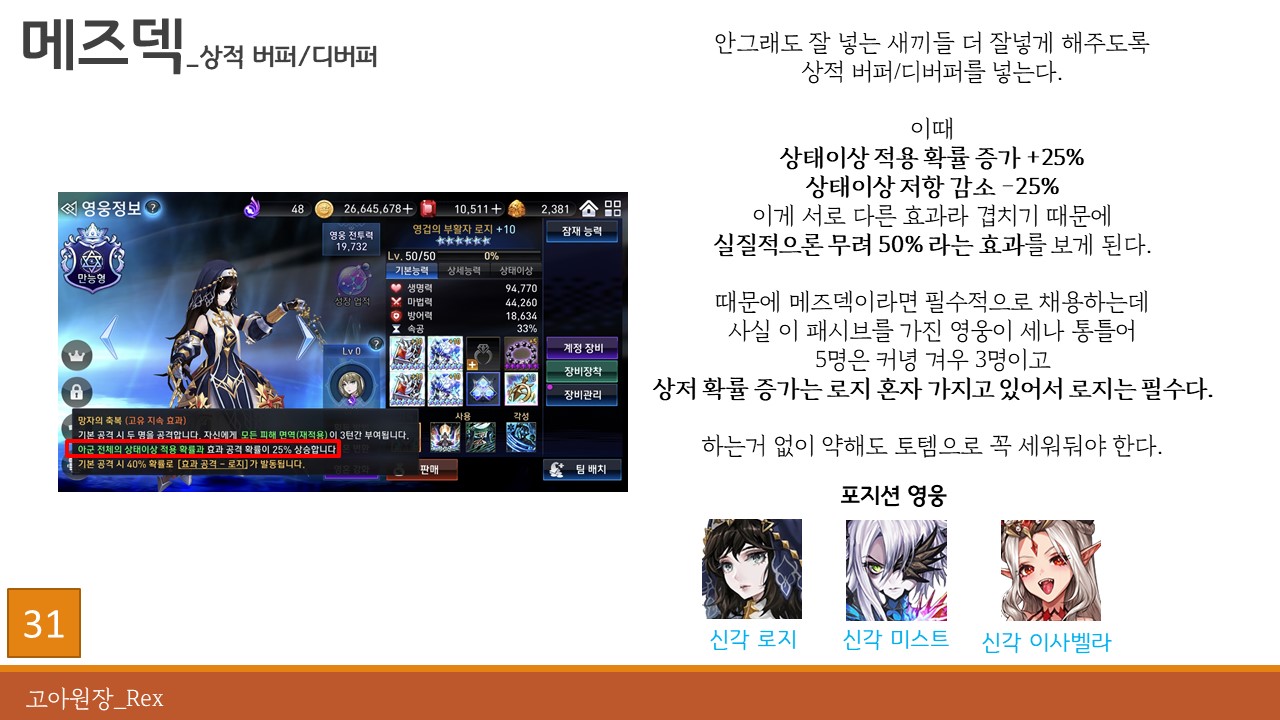 메즈덱_상적 버퍼/디버퍼
안그래도 잘 넣는 새끼들 더 잘넣게 해주도록
상적 버퍼/디버퍼를 넣는다.
이때
상태이상 적용 확률 증가 +25%
상태이상 저항 감소 -25%
이게 서로 다른 효과라 겹치기 때문에
실질적으론 무려 50% 라는 효과를 보게 된다.
때문에 메즈덱이라면 필수적으로 채용하는데
사실 이 패시브를 가진 영웅이 세나 통틀어
5명은 커녕 겨우 3명이고
상저 확률 증가는 로지 혼자 가지고 있어서 로지는 필수다.
하는거 없이 약해도 토템으로 꼭 세워둬야 한다.
포지션 영웅
신각 로지
신각 미스트
신각 이사벨라
영웅정보 ?
48
26,645,678+
10,511+
2,381
만능형
영웅 전투력
19,732
성장 업적
영겁의 부활자 로지 +10
Lv. 50/50
0%
기본능력
상세능력
상태이상
생명력 94,770
마법력 44,260
방어력 18,634
속공 33%
잠재 능력
계정 장비
장비장착
장비관리
Lv 0
?
사용
각성
망자의 축복 (고유 지속 효과)
기본 공격 시 두 명을 공격합니다. 자신에게 모든 피해 면역(재적용)이 3턴간 부여됩니다.
아군 전체의 상태이상 적용 확률과 효과 공격 확률이 25% 상승합니다
기본 공격 시 40% 확률로 [효과 공격 - 로지]가 발동됩니다.
판매
팀 배치
31
고아원장_Rex